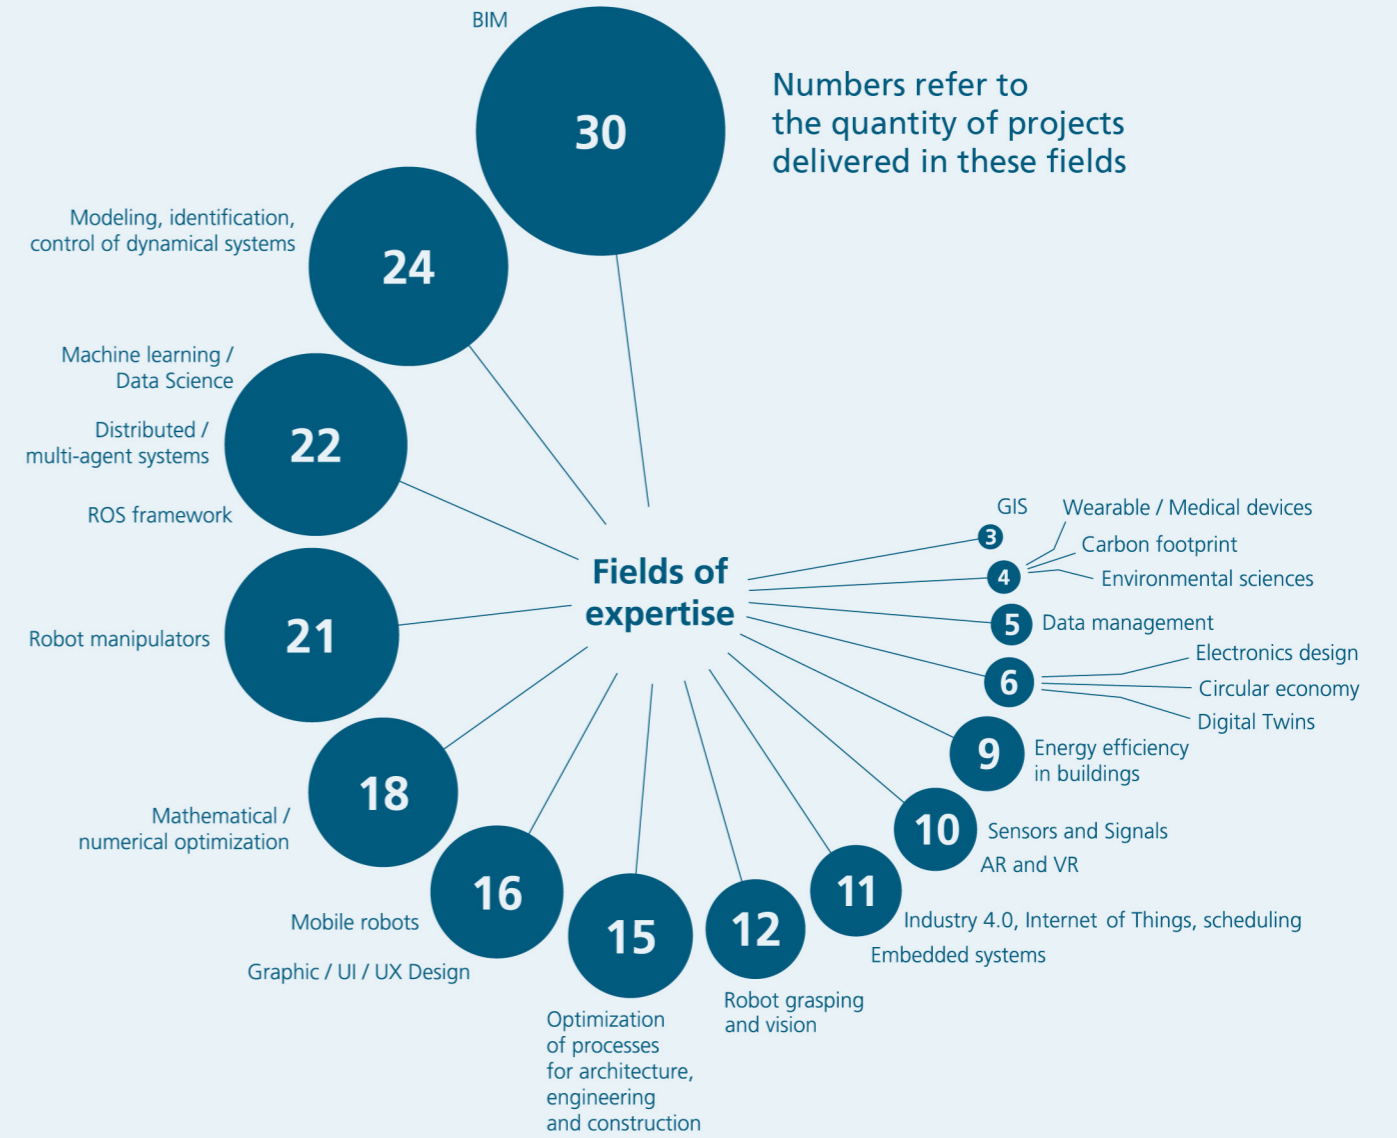 BIM
30
Numbers refer to
the quantity of projects
delivered in these fields
Modeling, identification,
control of dynamical systems
24
Machine learning /
Data Science
Distributed /
multi-agent systems
ROS framework
22
Robot manipulators
21
Mathematical /
numerical optimization
18
Mobile robots
Graphic / UI / UX Design
16
15
Optimization
of processes
for architecture,
engineering
and construction
12
Robot grasping
and vision
11
Industry 4.0, Internet of Things, scheduling
Embedded systems
10
Sensors and Signals
AR and VR
9
Energy efficiency
in buildings
6
Electronics design
Circular economy
Digital Twins
5
Data management
4
Wearable / Medical devices
Carbon footprint
Environmental sciences
GIS
3
Fields of
expertise